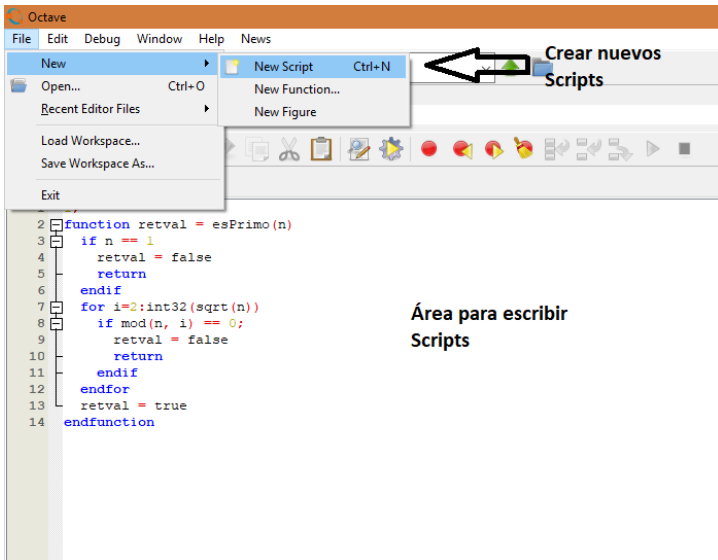 Octave
File Edit Debug Window Help News
New
New Script Ctrl+N
Crear nuevos
Scripts
Open... Ctrl+O
New Function...
Recent Editor Files
New Figure
Load Workspace...
Save Workspace As...
Exit
2 function retval = esPrimo(n)
3 if n == 1
4 retval = false
5 return
6 endif
7 for i=2:int32(sqrt(n))
8 if mod(n, i) == 0;
9 retval = false
10 return
11 endif
12 endfor
13 retval = true
14 endfunction
Área para escribir
Scripts